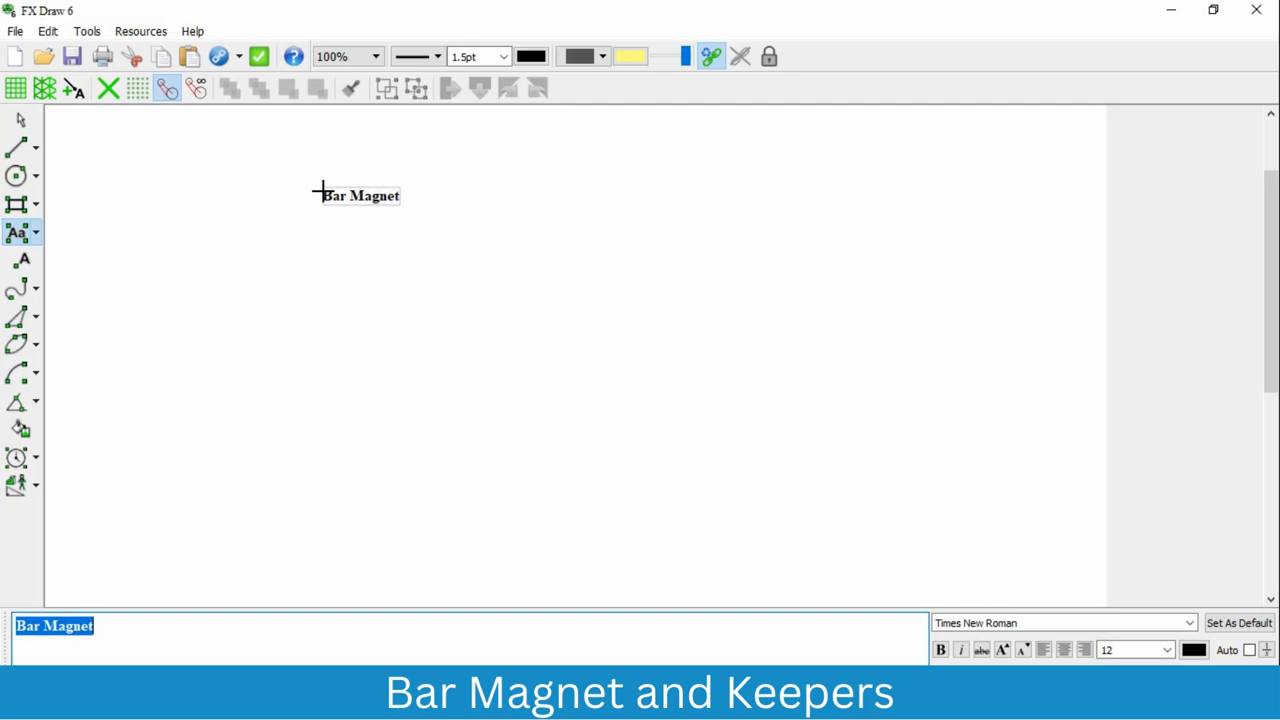 FX Draw 6
File Edit Tools Resources Help
100% 1.5pt
Bar Magnet
Bar Magnet
Times New Roman Set As Default
B i abc A A 12 Auto
Bar Magnet and Keepers